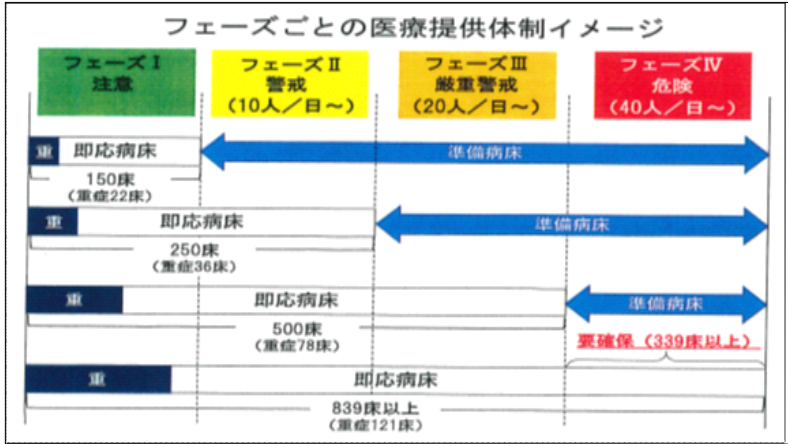 フェーズごとの医療提供体制イメージ
フェーズⅠ
注意
フェーズⅡ
警戒
(10人/日~)
フェーズⅢ
厳重警戒
(20人/日~)
フェーズⅣ
危険
(40人/日~)
重 即応病床 準備病床
150床
(重症22床)
重 即応病床 準備病床
250床
(重症36床)
重 即応病床 準備病床
500床
(重症78床)
要確保(339床以上)
重 即応病床
839床以上
(重症121床)